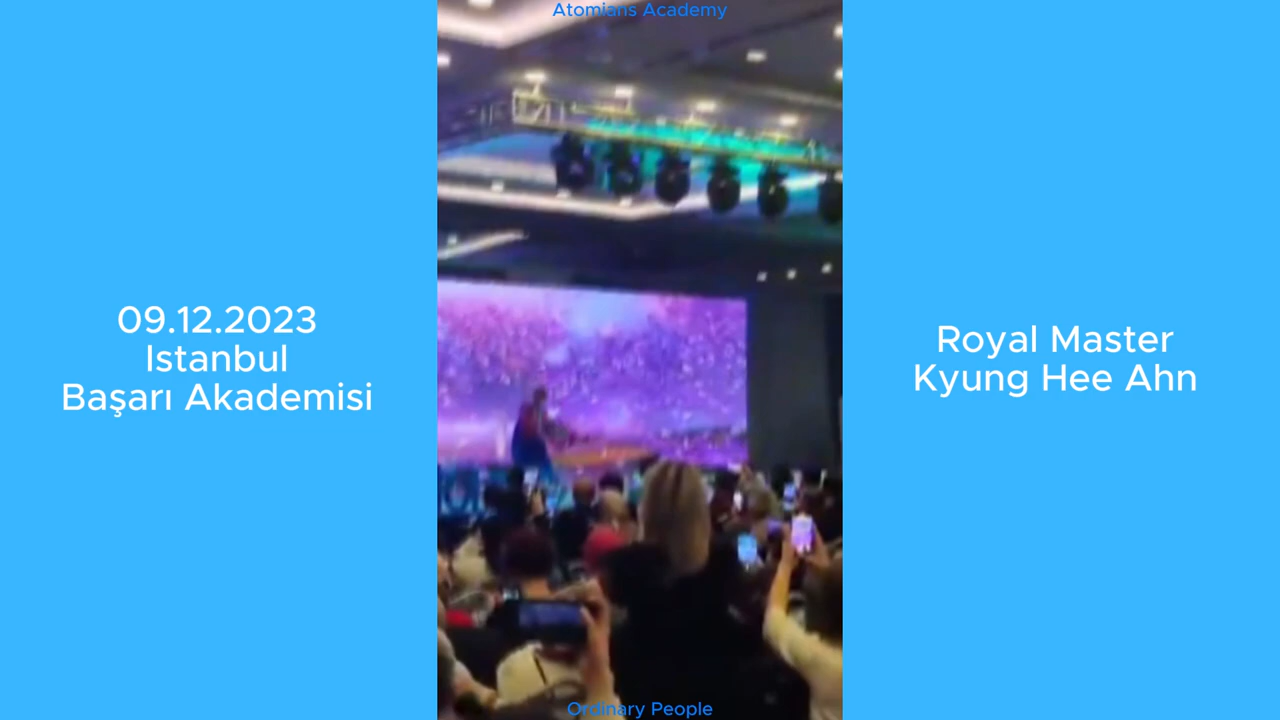 Atomians Academy
09.12.2023
Istanbul
Başarı Akademisi
Royal Master
Kyung Hee Ahn
Ordinary People